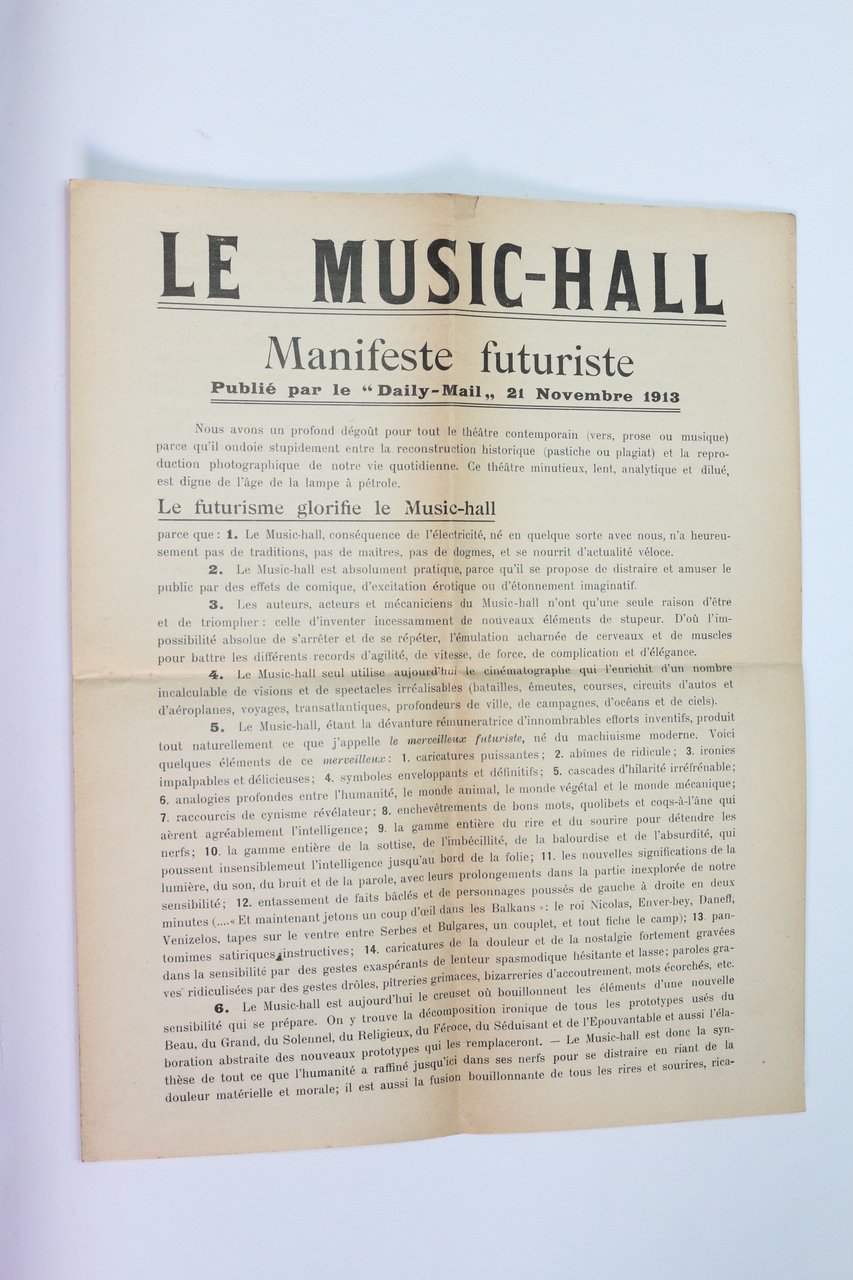 LE MUSIC-HALL
Manifeste futuriste
Publié par le “ Daily-Mail „ 21 Novembre 1913
Nous avons un profond dégoût pour tout le théâtre contemporain (vers, prose ou musique)
parce qu'il ondoie stupidement entre la reconstruction historique (pastiche ou plagiat) et la repro-
duction photographique de notre vie quotidienne. Ce théâtre minutieux, lent, analytique et dilué,
est digne de l'âge de la lampe à pétrole.
Le futurisme glorifie le Music-hall
parce que : 1. Le Music-hall, conséquence de l'électricité, né en quelque sorte avec nous, n'a heureu-
sement pas de traditions, pas de maîtres, pas de dogmes, et se nourrit d'actualité véloce.
2. Le Music-hall est absolument pratique, parce qu'il se propose de distraire et amuser le
public par des effets de comique, d'excitation érotique ou d'étonnement imaginatif.
3. Les auteurs, acteurs et mécaniciens du Music-hall n'ont qu'une seule raison d'être
et de triompher : celle d'inventer incessamment de nouveaux éléments de stupeur. D'où l'im-
possibilité absolue de s'arrêter et de se répéter, l'émulation acharnée de cerveaux et de muscles
pour battre les différents records d'agilité, de vitesse, de force, de complication et d'élégance.
4. Le Music-hall seul utilise aujourd'hui le cinématographe qui l'enrichit d'un nombre
incalculable de visions et de spectacles irréalisables (batailles, émeutes, courses, circuits d'autos et
d'aéroplanes, voyages, transatlantiques, profondeurs de ville, de campagnes, d'océans et de ciels).
5. Le Music-hall, étant la dévanture rémuneratrice d'innombrables efforts inventifs, produit
tout naturellement ce que j'appelle le merveilleux futuriste, né du machinisme moderne. Voici
quelques éléments de ce merveilleux : 1. caricatures puissantes ; 2. abîmes de ridicule ; 3. ironies
impalpables et délicieuses ; 4. symboles enveloppants et définitifs ; 5. cascades d'hilarité irréfrénable ;
6. analogies profondes entre l'humanité, le monde animal, le monde végétal et le monde mécanique ;
7. raccourcis de cynisme révélateur ; 8. enchevêtrements de bons mots, quolibets et coqs-à-l'âne qui
aèrent agréablement l'intelligence ; 9. la gamme entière du rire et du sourire pour détendre les
nerfs ; 10. la gamme entière de la sottise, de l'imbécillité, de la balourdise et de l'absurdité, qui
poussent insensiblemeut l'intelligence jusqu'au bord de la folie ; 11. les nouvelles significations de la
lumière, du son, du bruit et de la parole, avec leurs prolongements dans la partie inexplorée de notre
sensibilité ; 12. entassement de faits bâclés et de personnages poussés de gauche à droite en deux
minutes (....« Et maintenant jetons un coup d'œil dans les Balkans » : le roi Nicolas, Enver-bey, Daneff,
Venizelos, tapes sur le ventre entre Serbes et Bulgares, un couplet, et tout fiche le camp) ; 13. pan-
tomimes satiriques instructives ; 14. caricatures de la douleur et de la nostalgie fortement gravées
dans la sensibilité par des gestes exaspérants de lenteur spasmodique hésitante et lasse ; paroles gra-
ves ridiculisées par des gestes drôles, pîtreries grimaces, bizarreries d'accoutrement, mots écorchés, etc.
6. Le Music-hall est aujourd'hui le creuset où bouillonnent les éléments d'une nouvelle
sensibilité qui se prépare. On y trouve la décomposition ironique de tous les prototypes usés du
Beau, du Grand, du Solennel, du Religieux, du Féroce, du Séduisant et de l'Epouvantable et aussi l'éla-
boration abstraite des nouveaux prototypes qui les remplaceront. — Le Music-hall est donc la syn-
thèse de tout ce que l'humanité a raffiné jusqu'ici dans ses nerfs pour se distraire en riant de la
douleur matérielle et morale ; il est aussi la fusion bouillonnante de tous les rires et sourires, rica-